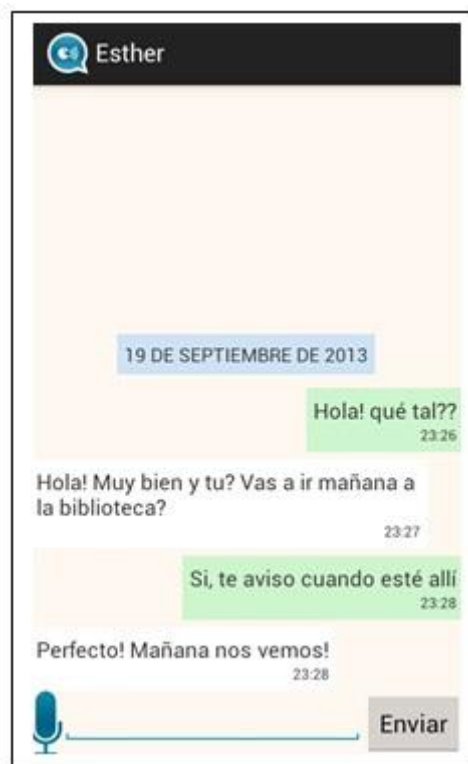 Esther
19 DE SEPTIEMBRE DE 2013
Hola! qué tal??
23:26
Hola! Muy bien y tu? Vas a ir mañana a
la biblioteca?
23:27
Si, te aviso cuando esté allí
23:28
Perfecto! Mañana nos vemos!
23:28
Enviar